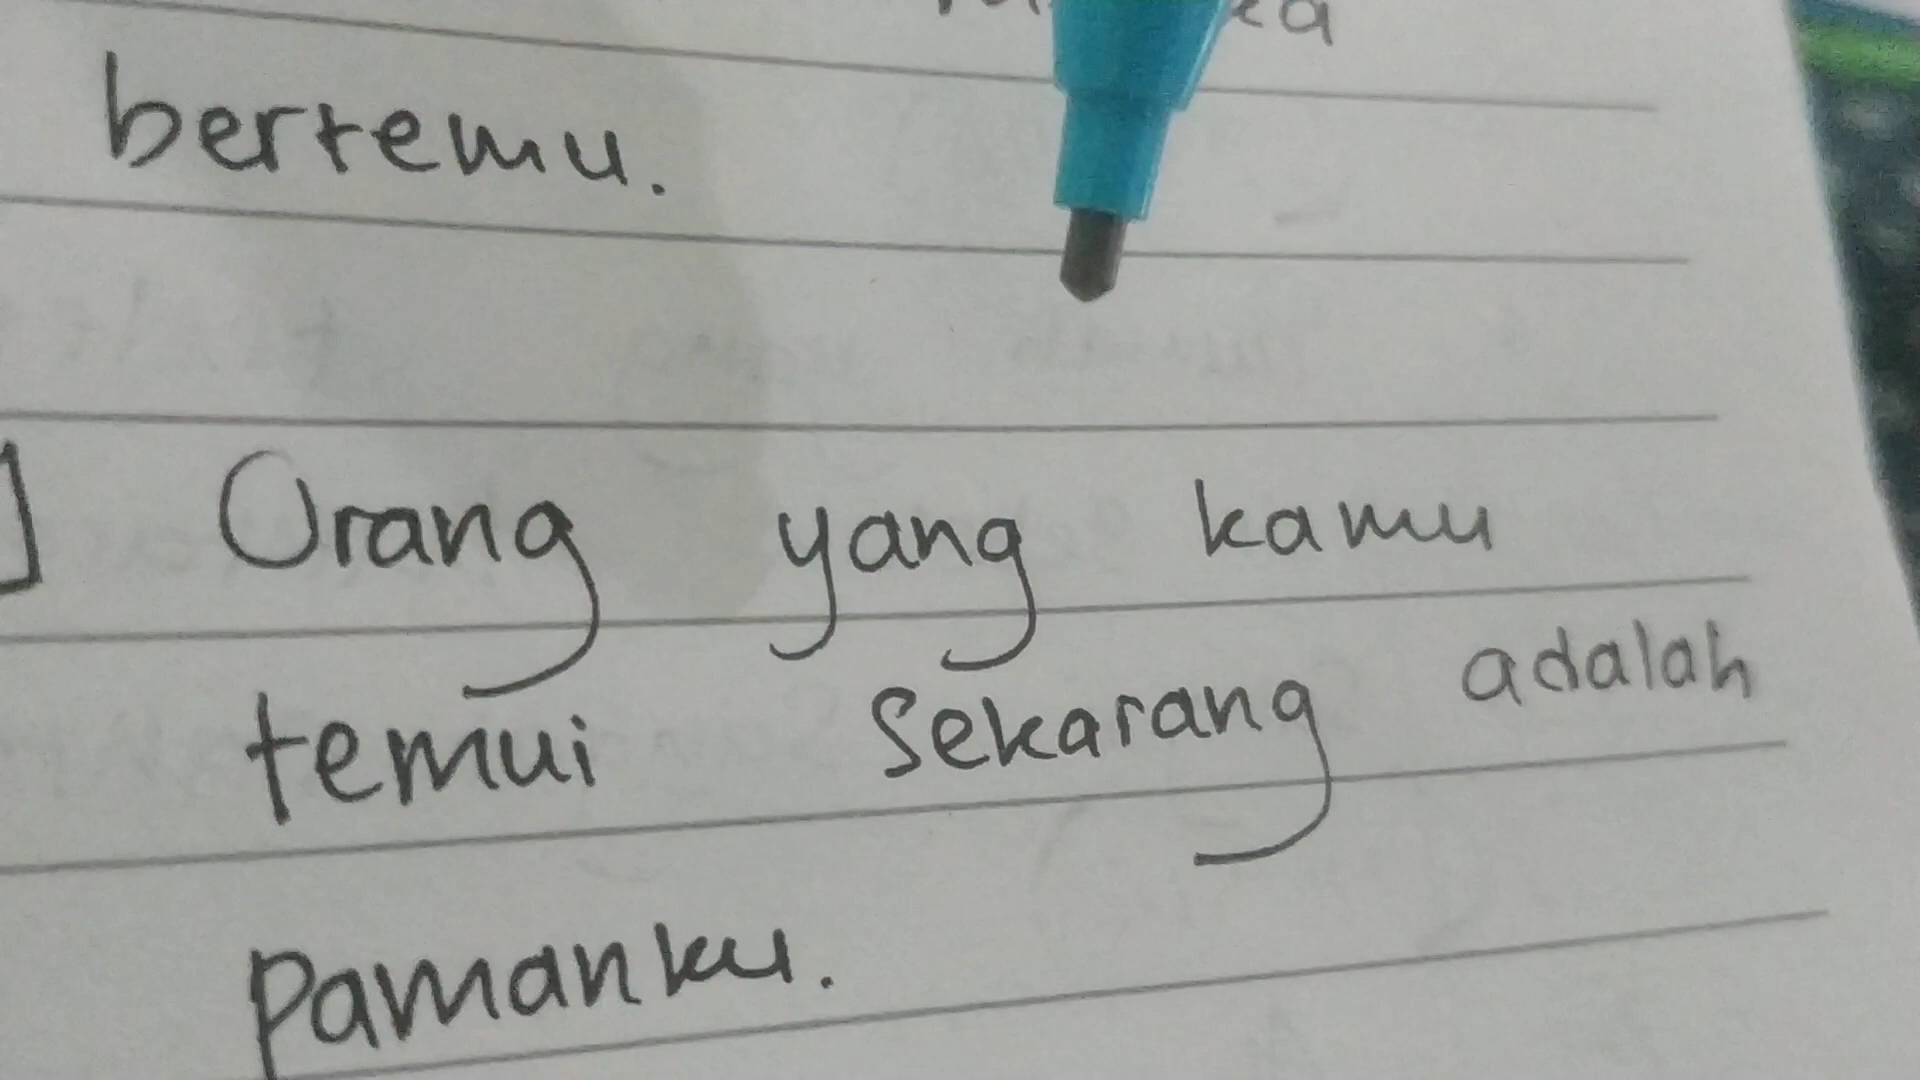 bertemu.
Orang yang kamu
temui sekarang adalah
pamanku.